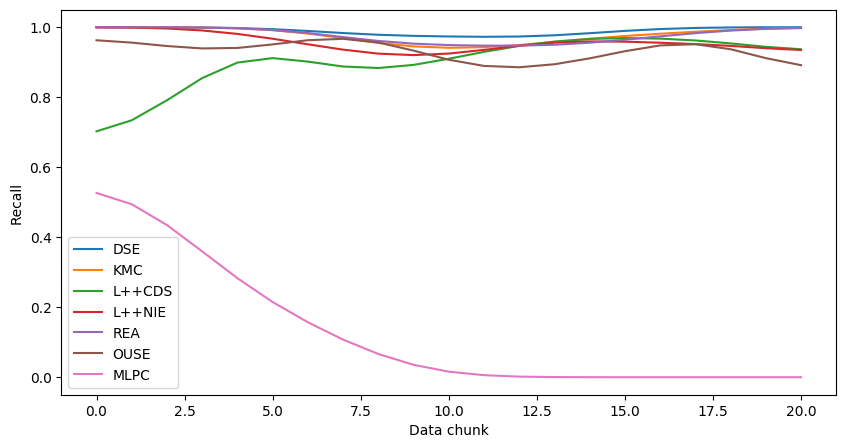 1.0
0.8
0.6
0.4
0.2
0.0
Recall
DSE
KMC
L++CDS
L++NIE
REA
OUSE
MLPC
0.0 2.5 5.0 7.5 10.0 12.5 15.0 17.5 20.0
Data chunk